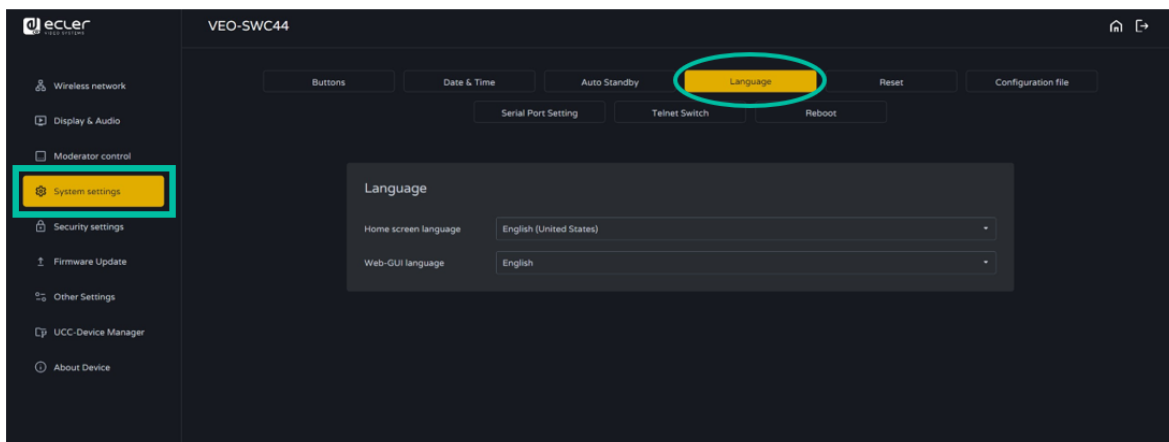 ecler
VIDEO SYSTEMS
VEO-SWC44
Wireless network
Display & Audio
Moderator control
System settings
Security settings
Firmware Update
Other Settings
UCC-Device Manager
About Device
Buttons
Date & Time
Auto Standby
Language
Reset
Configuration file
Serial Port Setting
Telnet Switch
Reboot
Language
Home screen language
English (United States)
Web-GUI language
English